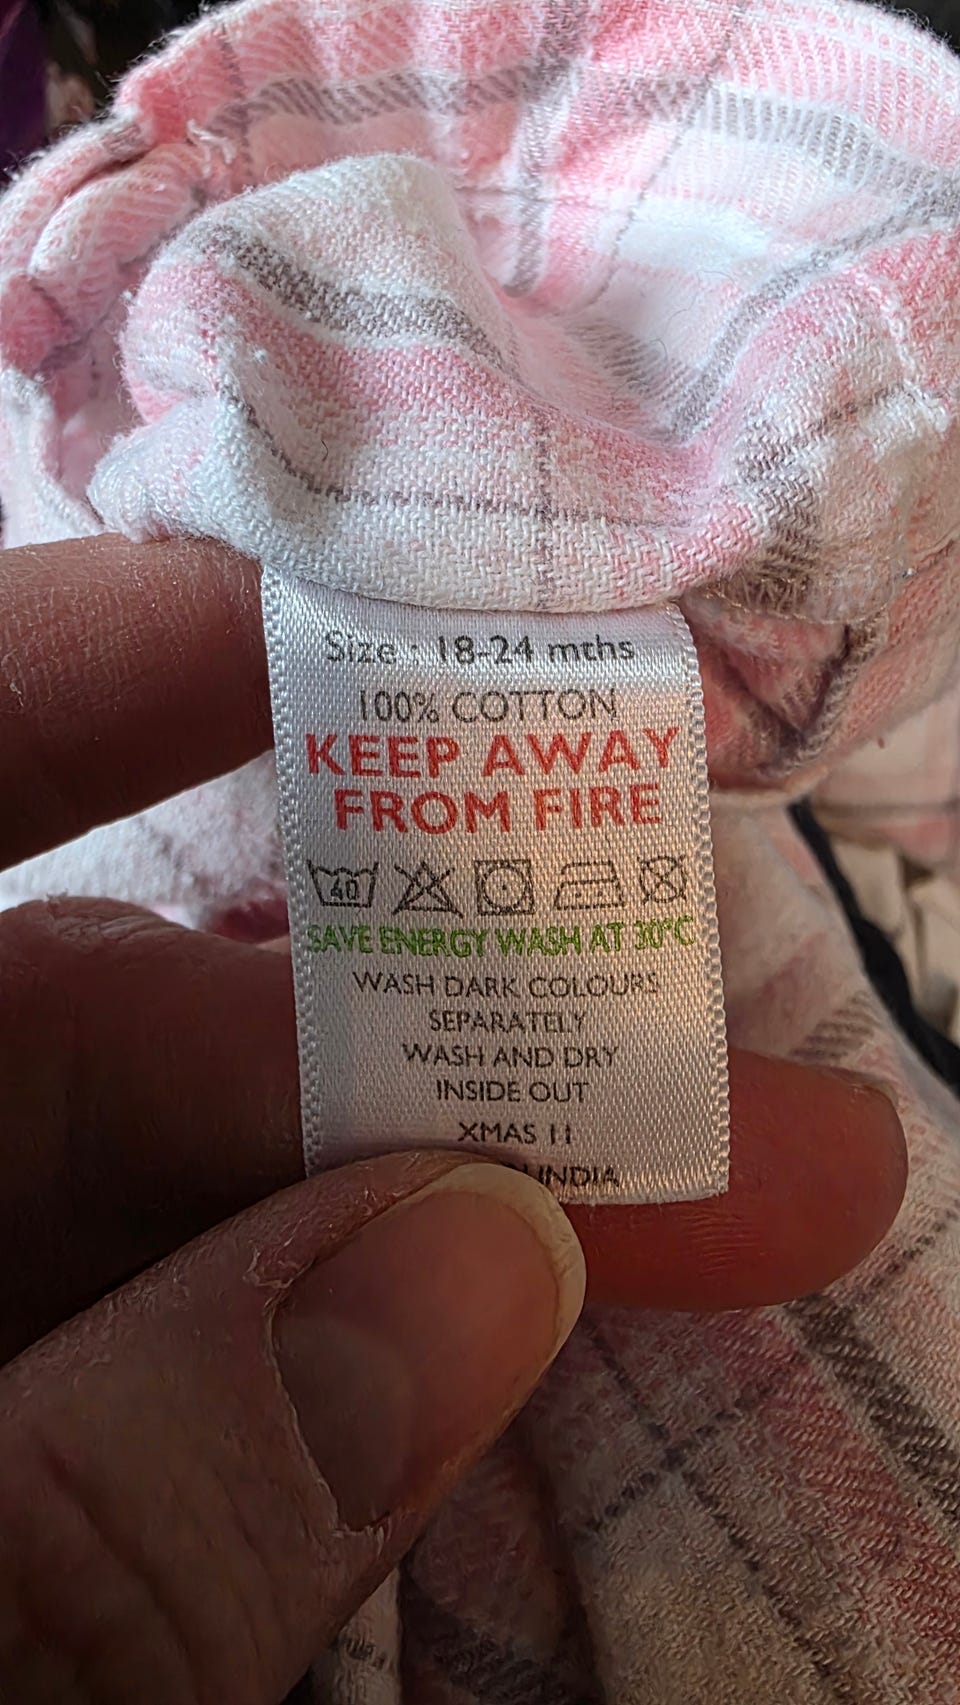 Size : 18-24 mths
100% COTTON
KEEP AWAY
FROM FIRE
40
SAVE ENERGY WASH AT 30°C
WASH DARK COLOURS
SEPARATELY
WASH AND DRY
INSIDE OUT
XMAS 11
INDIA